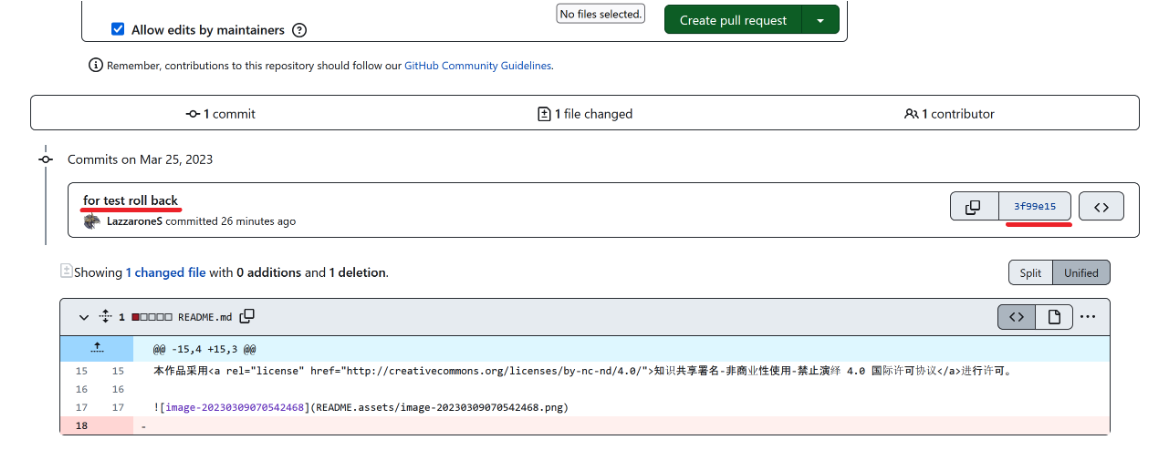 No files selected.
Create pull request
Allow edits by maintainers
Remember, contributions to this repository should follow our GitHub Community Guidelines.
1 commit
1 file changed
1 contributor
Commits on Mar 25, 2023
for test roll back
3f99e15
LazzaroneS committed 26 minutes ago
Showing 1 changed file with 0 additions and 1 deletion.
Split
Unified
1 README.md
@@ -15,4 +15,3 @@
15 15 本作品采用<a rel="license" href="http://creativecommons.org/licenses/by-nc-nd/4.0/">知识共享署名-非商业性使用-禁止演绎 4.0 国际许可协议</a>进行许可。
16 16
17 17 ![image-20230309070542468](README.assets/image-20230309070542468.png)
18 -